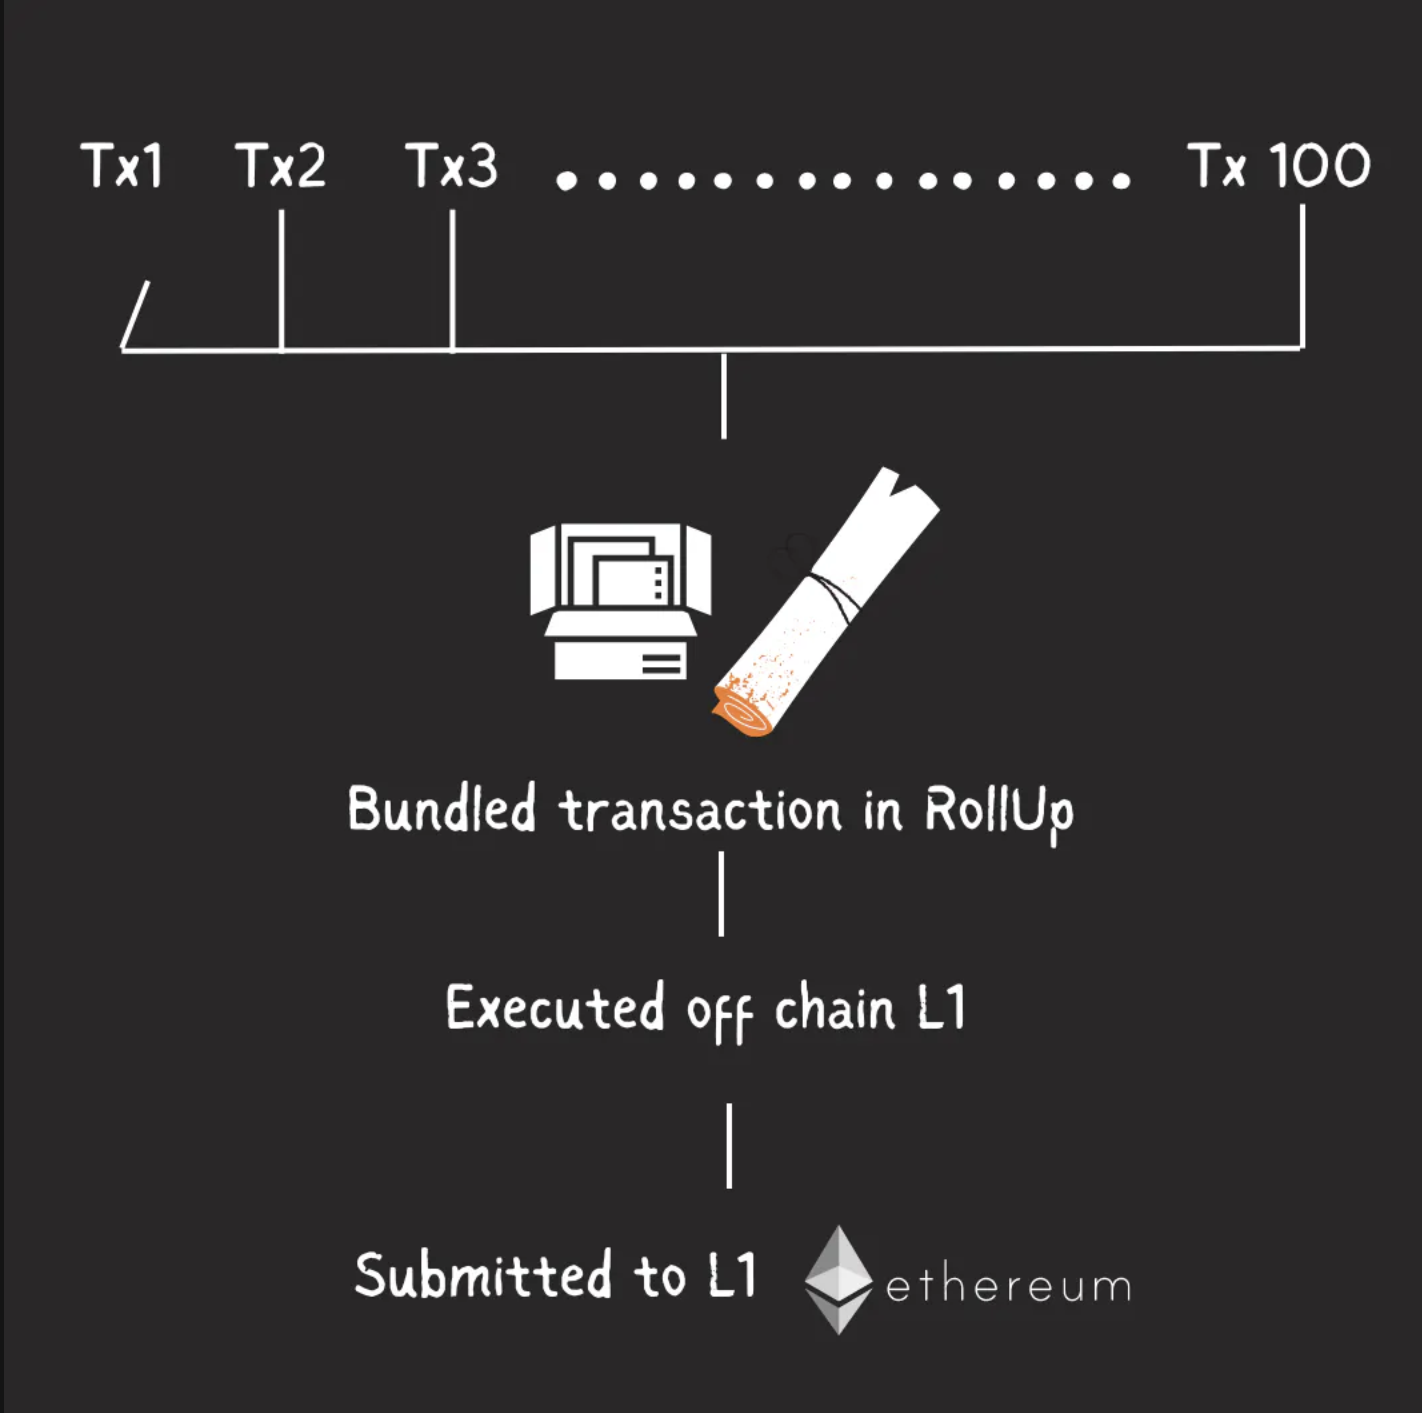 Tx1 Tx2 Tx3 ............... Tx 100
Bundled transaction in RollUp
Executed off chain L1
Submitted to L1 ethereum